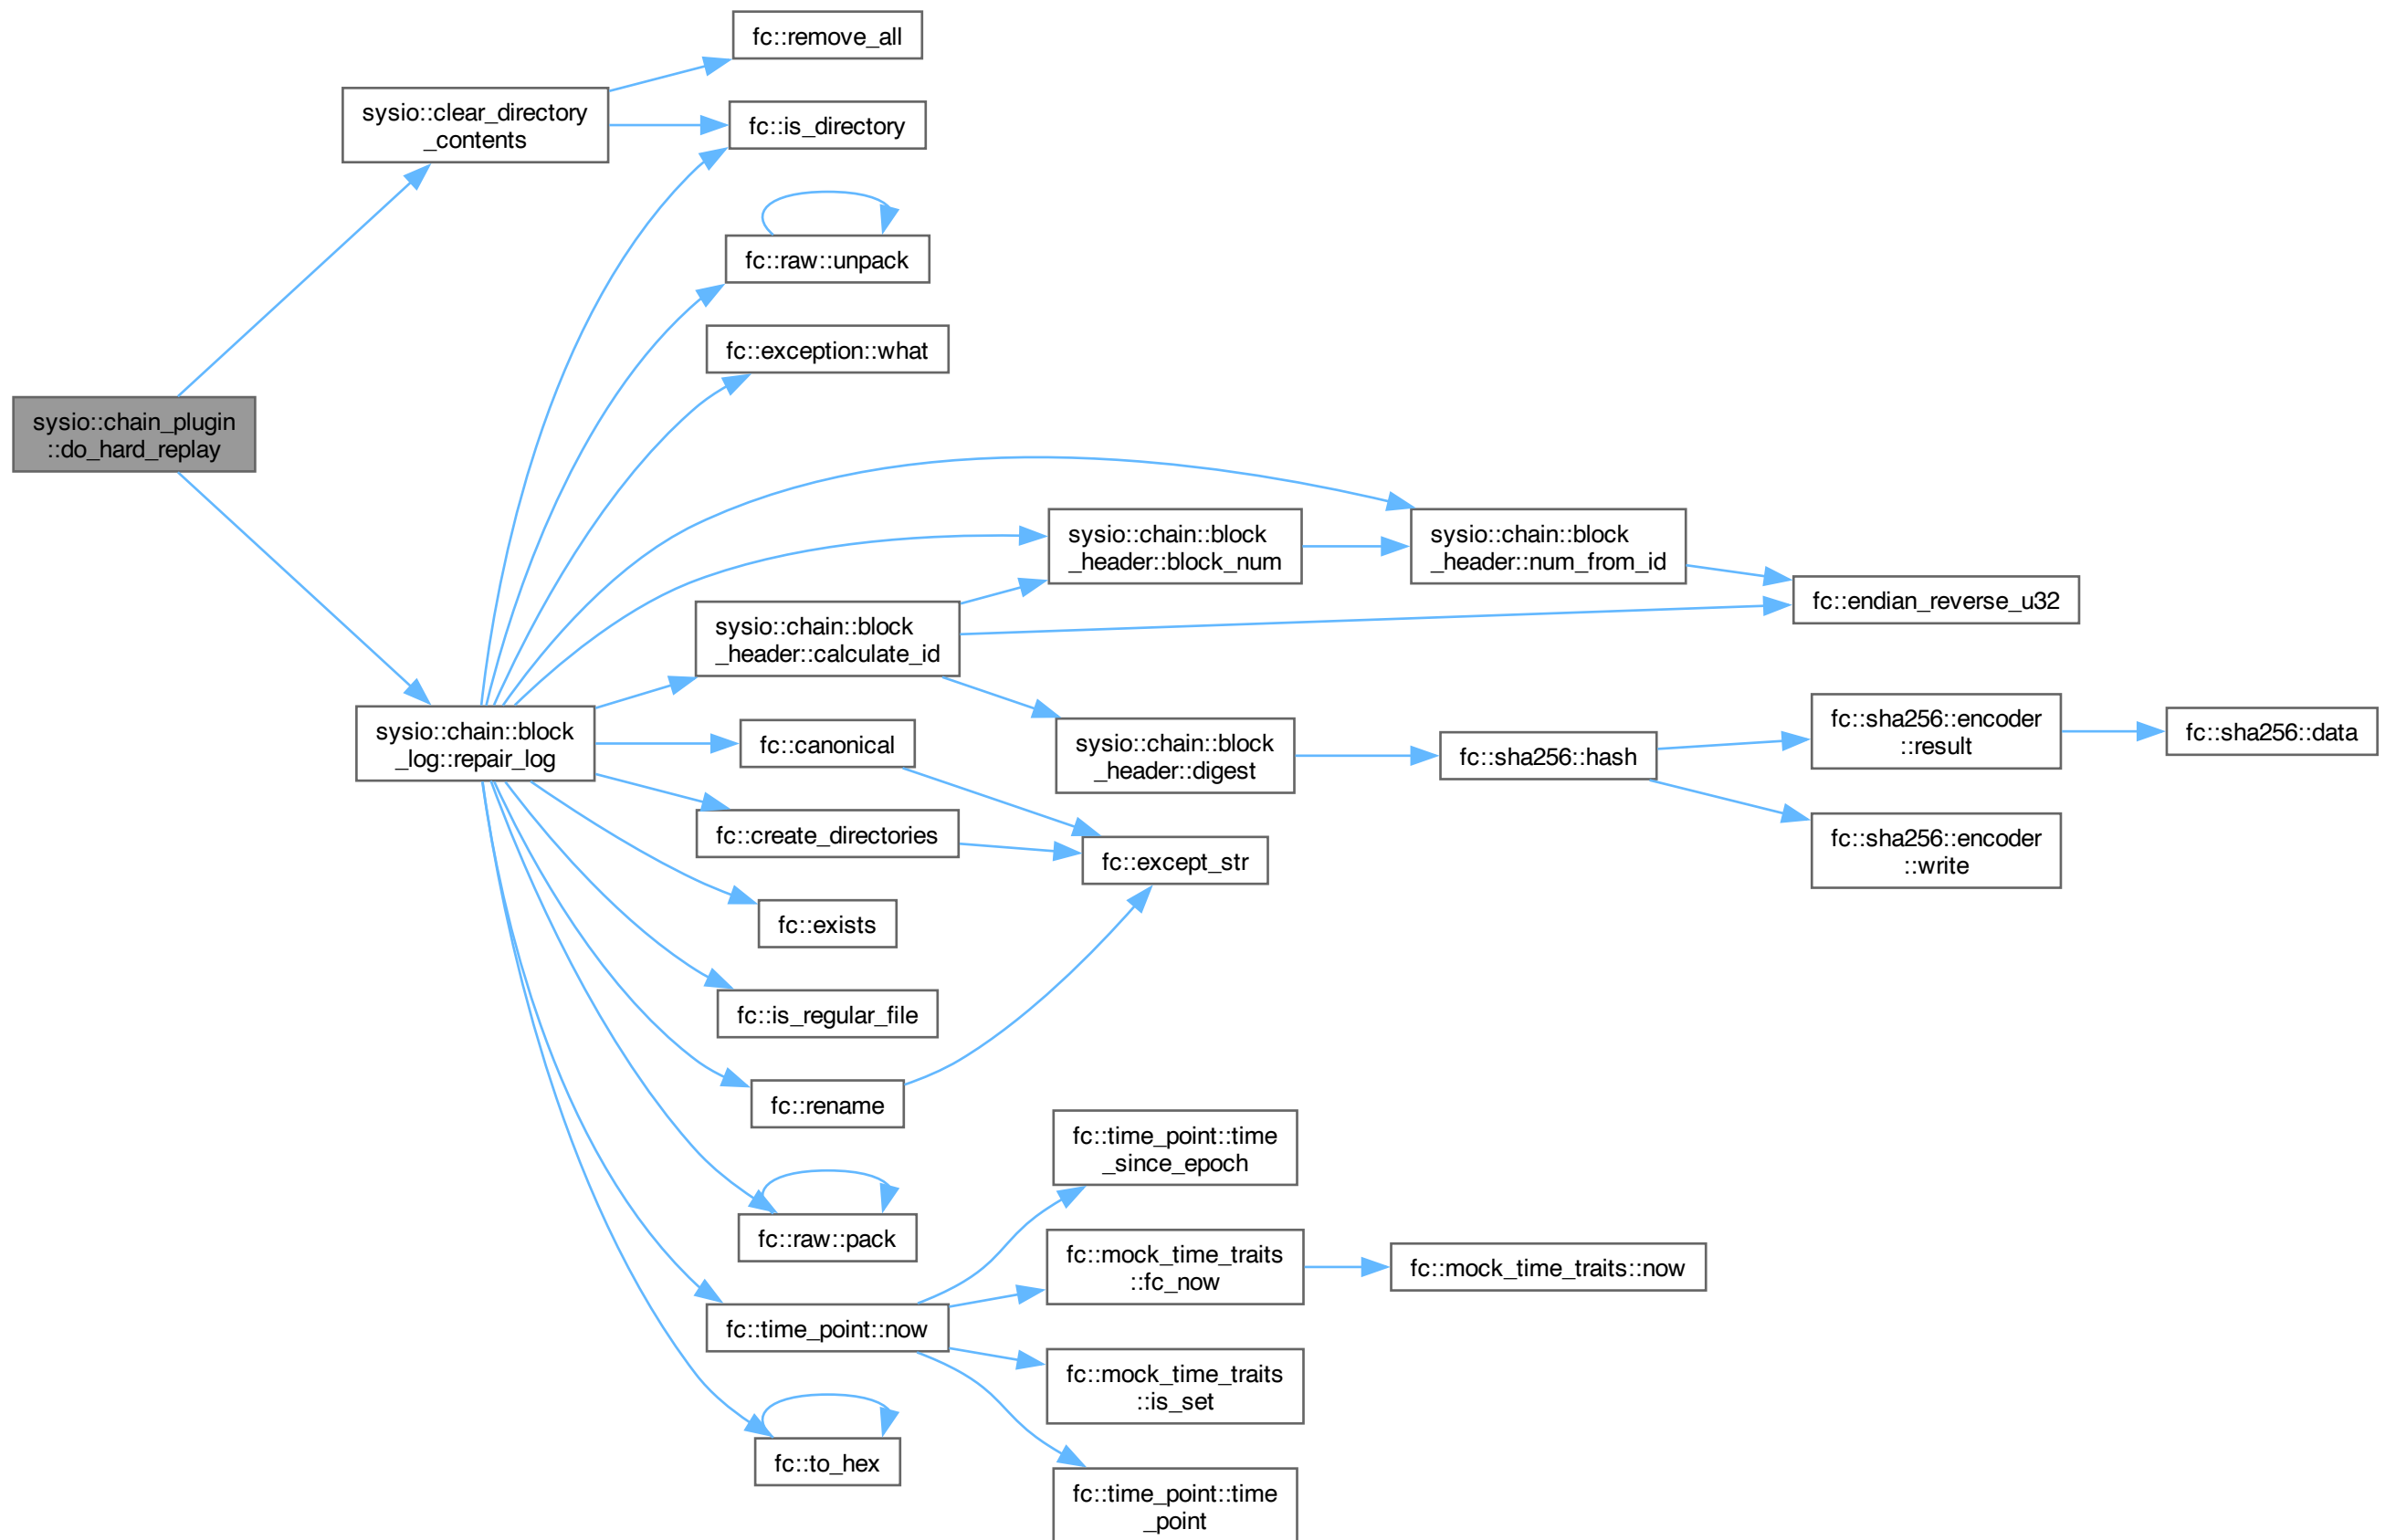 fc::remove_all
sysio::clear_directory
_contents
fc::is_directory
fc::raw::unpack
fc::exception::what
sysio::chain_plugin
::do_hard_replay
sysio::chain::block
_header::block_num
sysio::chain::block
_header::num_from_id
fc::endian_reverse_u32
sysio::chain::block
_header::calculate_id
sysio::chain::block
_log::repair_log
fc::canonical
sysio::chain::block
_header::digest
fc::sha256::hash
fc::sha256::encoder
::result
fc::sha256::data
fc::create_directories
fc::except_str
fc::sha256::encoder
::write
fc::exists
fc::is_regular_file
fc::rename
fc::time_point::time
_since_epoch
fc::raw::pack
fc::mock_time_traits
::fc_now
fc::mock_time_traits::now
fc::time_point::now
fc::mock_time_traits
::is_set
fc::to_hex
fc::time_point::time
_point